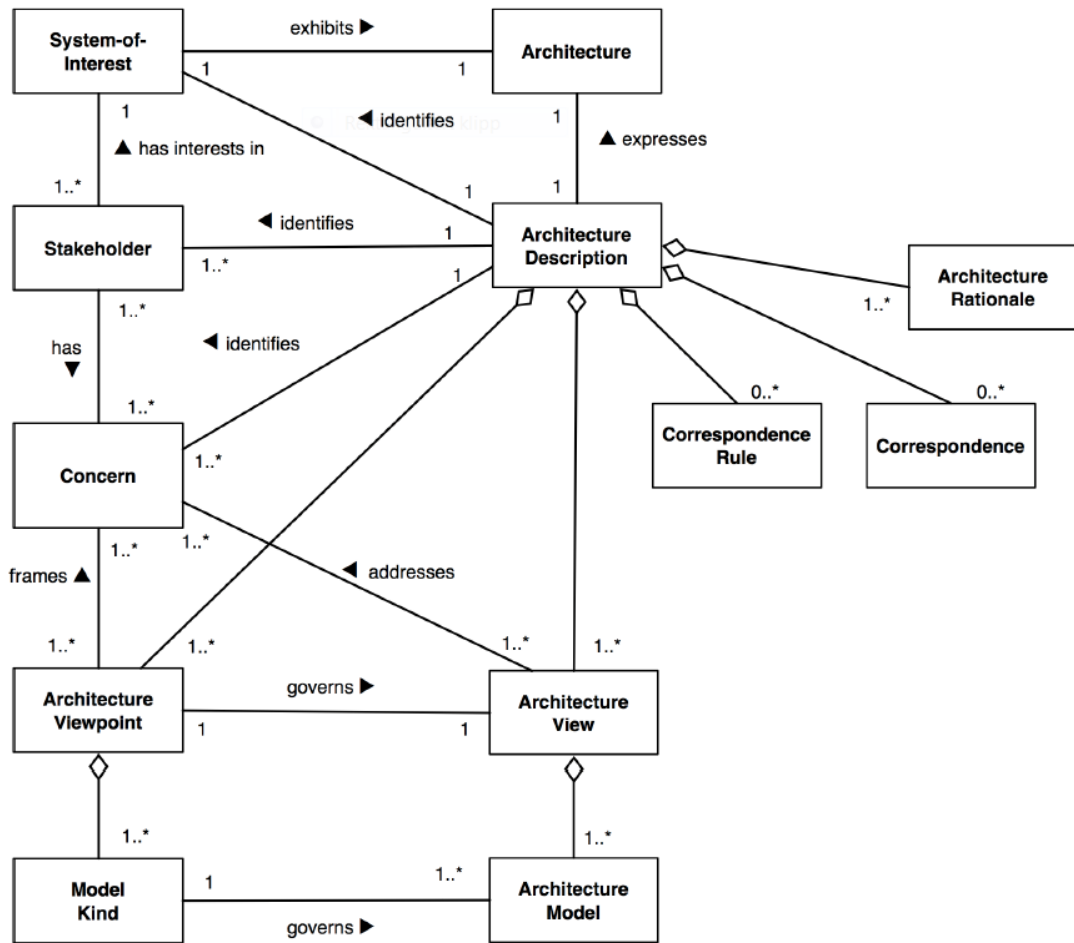 System-of-
Interest
exhibits ▶
Architecture
1
1
1
◀ identifies
1
▲ has interests in
▲ expresses
1..*
1
1
Stakeholder
◀ identifies
1
1..*
Architecture
Description
1..*
1
Architecture
Rationale
1..*
has
▼
◀ identifies
1..*
0..*
0..*
Concern
1..*
Correspondence
Rule
Correspondence
1..*
1..*
frames ▲
◀ addresses
1..*
1..*
1..*
1..*
Architecture
Viewpoint
governs ▶
1
1
Architecture
View
1..*
1..*
Model
Kind
1
1..*
governs ▶
Architecture
Model